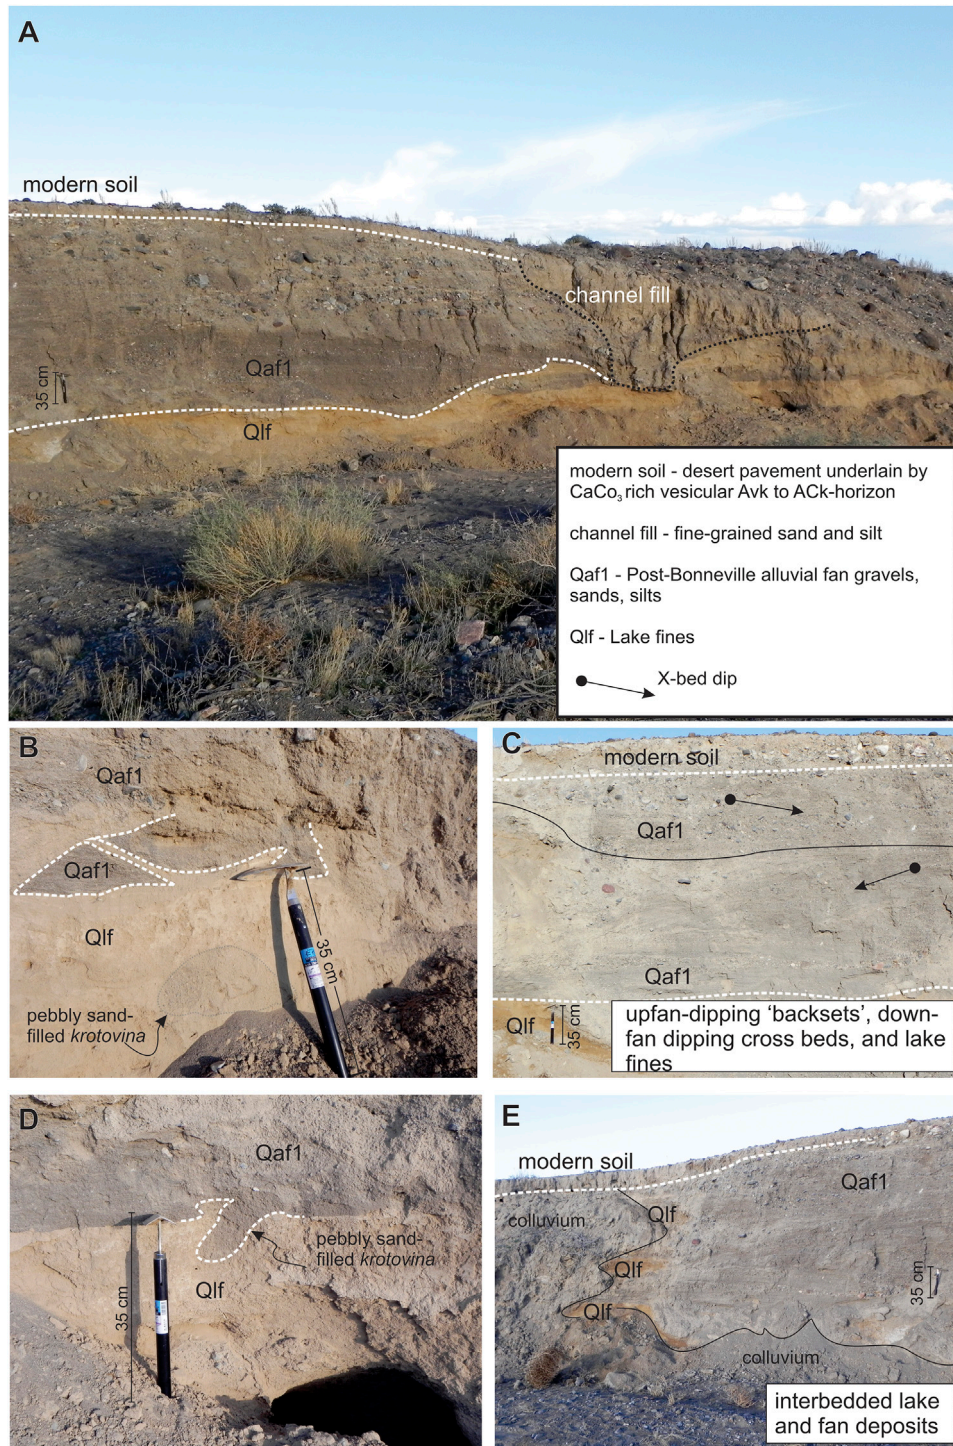 A
modern soil
channel fill
Qaf1
35 cm
Qlf
modern soil - desert pavement underlain by
CaCo₃ rich vesicular Avk to ACk-horizon
channel fill - fine-grained sand and silt
Qaf1 - Post-Bonneville alluvial fan gravels,
sands, silts
Qlf - Lake fines
X-bed dip
B
Qaf1
Qaf1
Qlf
35 cm
pebbly sand-
filled krotovina
C
modern soil
Qaf1
Qaf1
Qlf
35 cm
upfan-dipping ‘backsets’, down-
fan dipping cross beds, and lake
fines
D
Qaf1
pebbly sand-
filled krotovina
Qlf
35 cm
E
modern soil
Qaf1
colluvium
Qlf
Qlf
Qlf
35 cm
colluvium
interbedded lake
and fan deposits